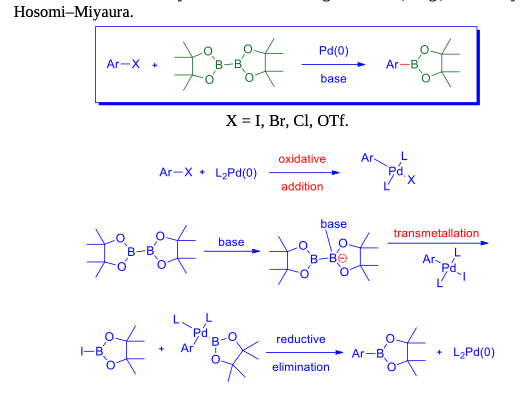 Hosomi–Miyaura.
Ar–X + O O B–B O O Pd(0) base Ar–B O O
X = I, Br, Cl, OTf.
Ar–X + L2Pd(0) oxidative addition Ar L Pd L X
O O B–B O O base O O B–B⊖ O O base transmetallation Ar L Pd L I
I–B O O + L L Pd Ar B O O reductive elimination Ar–B O O + L2Pd(0)